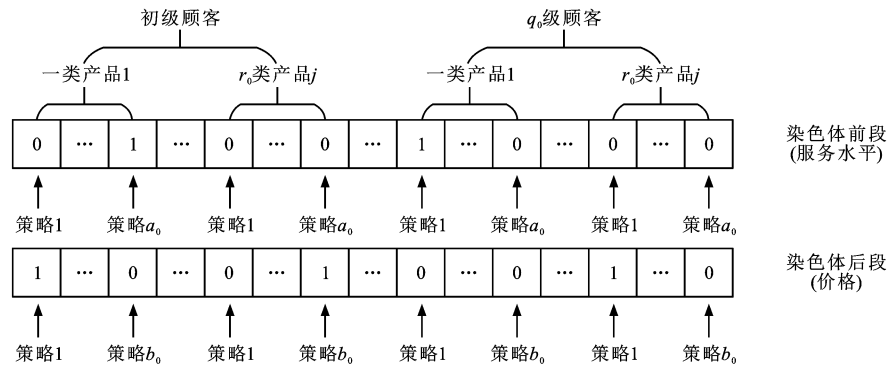 初级顾客 q₀级顾客
一类产品1 r₀类产品j 一类产品1 r₀类产品j
0 ··· 1 ··· 0 ··· 0 ··· 1 ··· 0 ··· 0 ··· 0 染色体前段
(服务水平)
策略1 策略a₀ 策略1 策略a₀ 策略1 策略a₀ 策略1 策略a₀
1 ··· 0 ··· 0 ··· 1 ··· 0 ··· 0 ··· 1 ··· 0 染色体后段
(价格)
策略1 策略b₀ 策略1 策略b₀ 策略1 策略b₀ 策略1 策略b₀